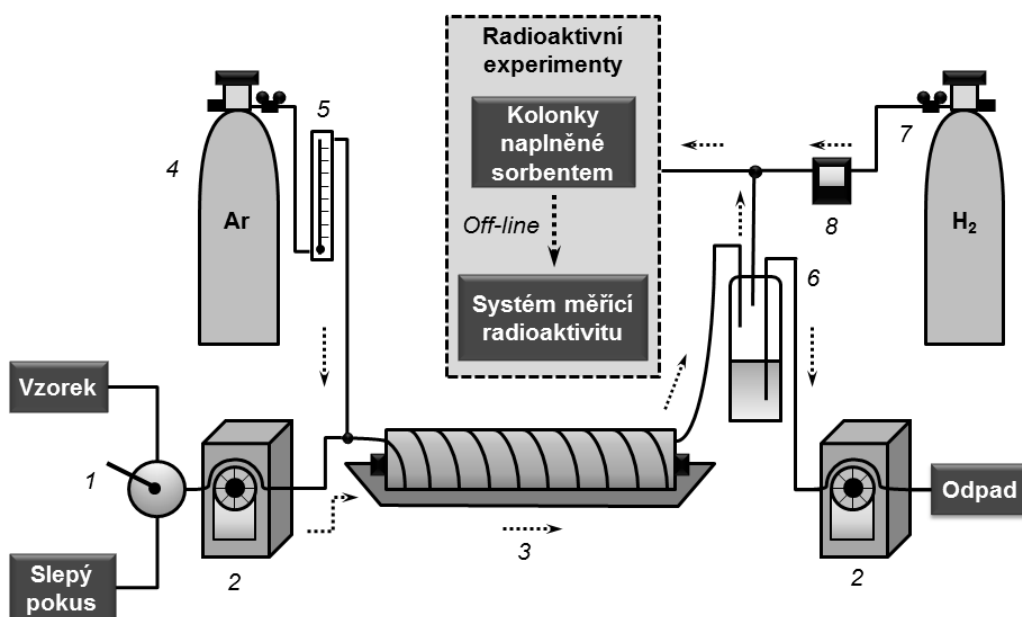 Radioaktivní
experimenty
Kolonky
naplněné
sorbentem
Off-line
Systém měřící
radioaktivitu
4
5
Ar
7
8
H2
6
Vzorek
1
Slepý
pokus
2
3
2
Odpad